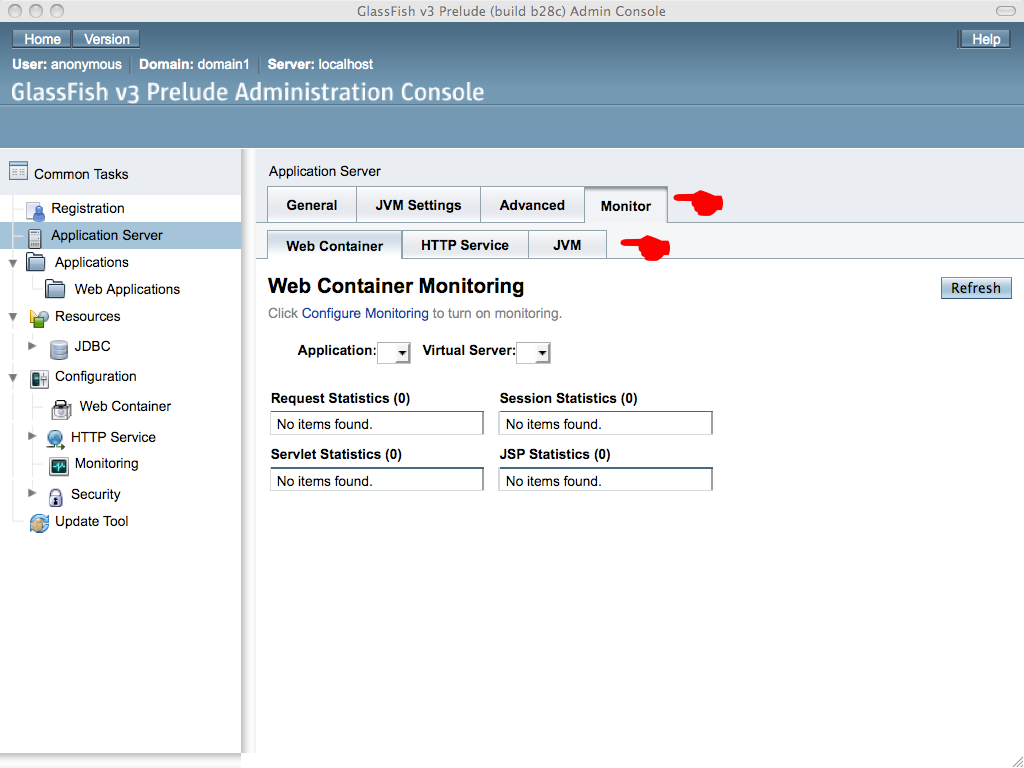 GlassFish v3 Prelude (build b28c) Admin Console
Home Version Help
User: anonymous Domain: domain1 Server: localhost
GlassFish v3 Prelude Administration Console
Common Tasks
Registration
Application Server
Applications
Web Applications
Resources
JDBC
Configuration
Web Container
HTTP Service
Monitoring
Security
Update Tool
Application Server
General JVM Settings Advanced Monitor
Web Container HTTP Service JVM
Web Container Monitoring
Refresh
Click Configure Monitoring to turn on monitoring.
Application: Virtual Server:
Request Statistics (0) Session Statistics (0)
No items found. No items found.
Servlet Statistics (0) JSP Statistics (0)
No items found. No items found.